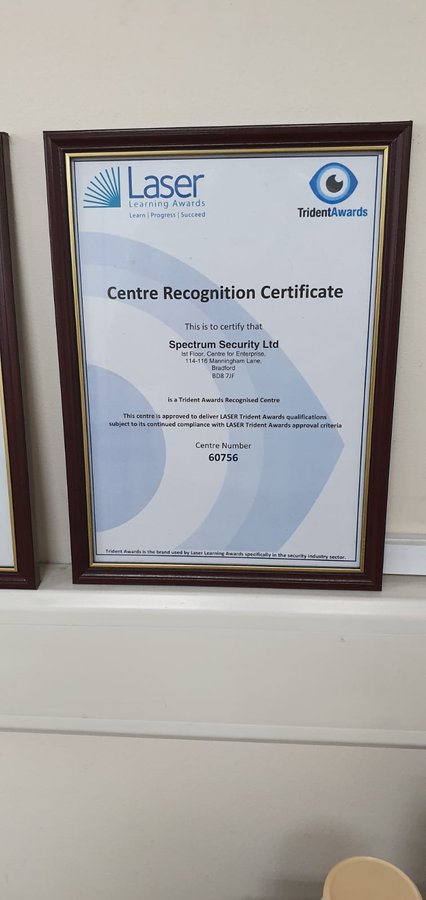 Laser
Learning Awards
Learn | Progress | Succeed
TridentAwards
Centre Recognition Certificate
This is to certify that
Spectrum Security Ltd
Ist Floor, Centre for Enterprise,
114-116 Manningham Lane,
Bradford
BD8 7JF
is a Trident Awards Recognised Centre
This centre is approved to deliver LASER Trident Awards qualifications
subject to its continued compliance with LASER Trident Awards approval criteria
Centre Number
60756
Trident Awards is the brand used by Laser Learning Awards specifically in the security industry sector.